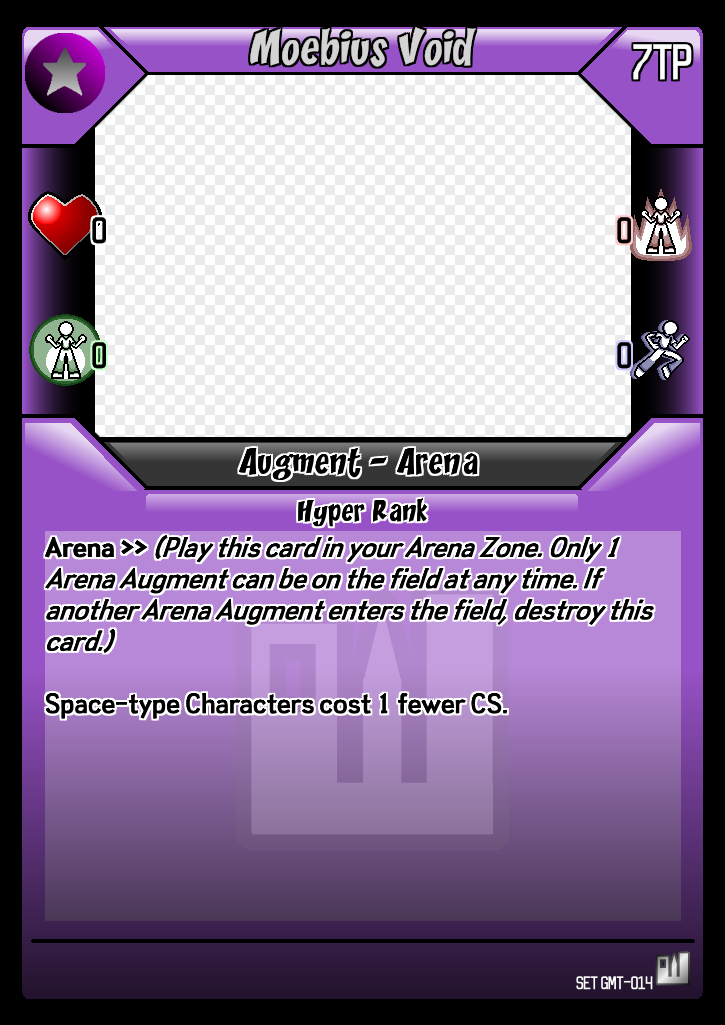 Moebius Void
7TP
0
0
0
0
Augment - Arena
Hyper Rank
Arena >> (Play this card in your Arena Zone. Only 1
Arena Augment can be on the field at any time. If
another Arena Augment enters the field, destroy this
card.)
Space-type Characters cost 1 fewer CS.
SET GMT-014